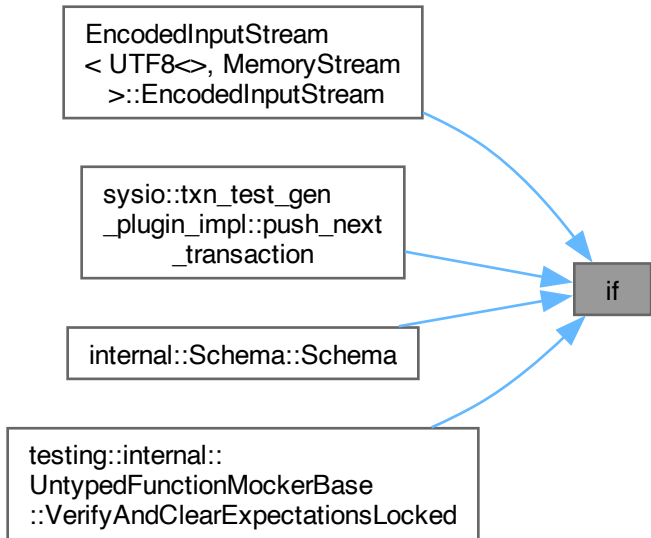 EncodedInputStream
< UTF8<>, MemoryStream
>::EncodedInputStream
sysio::txn_test_gen
_plugin_impl::push_next
_transaction
if
internal::Schema::Schema
testing::internal::
UntypedFunctionMockerBase
::VerifyAndClearExpectationsLocked